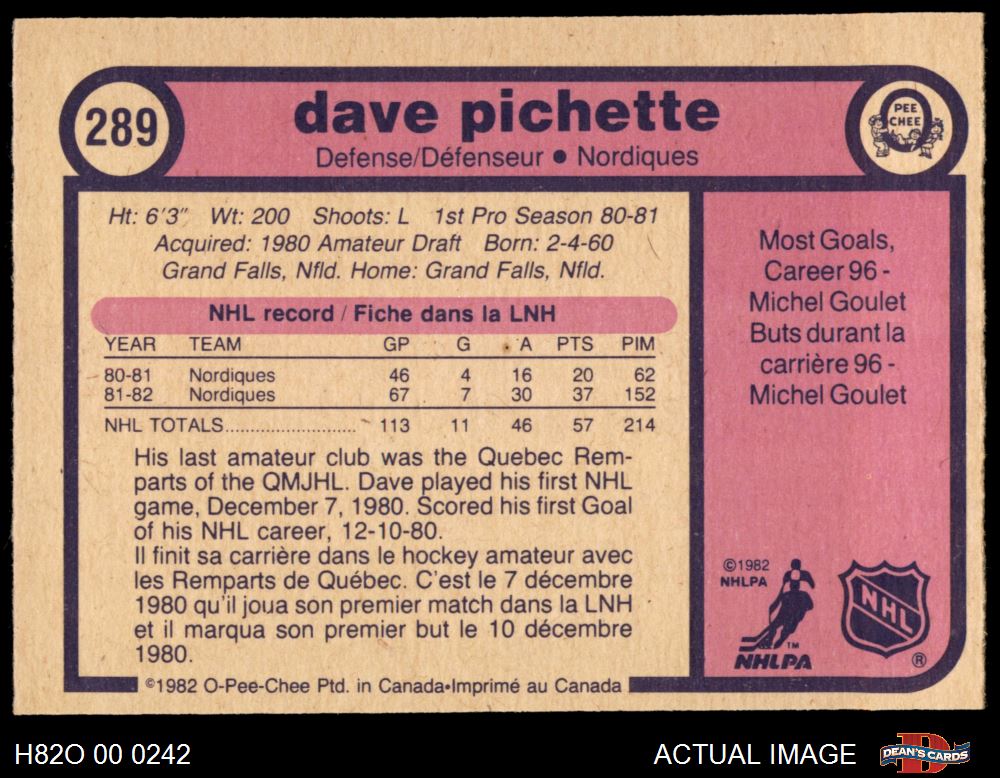 289
dave pichette
Defense/Défenseur ● Nordiques
O
PEE
CHEE
Ht: 6'3" Wt: 200 Shoots: L 1st Pro Season 80-81
Acquired: 1980 Amateur Draft Born: 2-4-60
Grand Falls, Nfld. Home: Grand Falls, Nfld.
NHL record / Fiche dans la LNH
YEAR TEAM GP G A PTS PIM
80-81 Nordiques 46 4 16 20 62
81-82 Nordiques 67 7 30 37 152
NHL TOTALS.......................... 113 11 46 57 214
His last amateur club was the Quebec Rem-
parts of the QMJHL. Dave played his first NHL
game, December 7, 1980. Scored his first Goal
of his NHL career, 12-10-80.
Il finit sa carrière dans le hockey amateur avec
les Remparts de Québec. C'est le 7 décembre
1980 qu'il joua son premier match dans la LNH
et il marqua son premier but le 10 décembre
1980.
©1982 O-Pee-Chee Ptd. in Canada•Imprimé au Canada
Most Goals,
Career 96 -
Michel Goulet
Buts durant la
carrière 96 -
Michel Goulet
©1982
NHLPA
TM
NHLPA
NHL
®
H82O 00 0242
ACTUAL IMAGE
D
DEAN'S CARDS